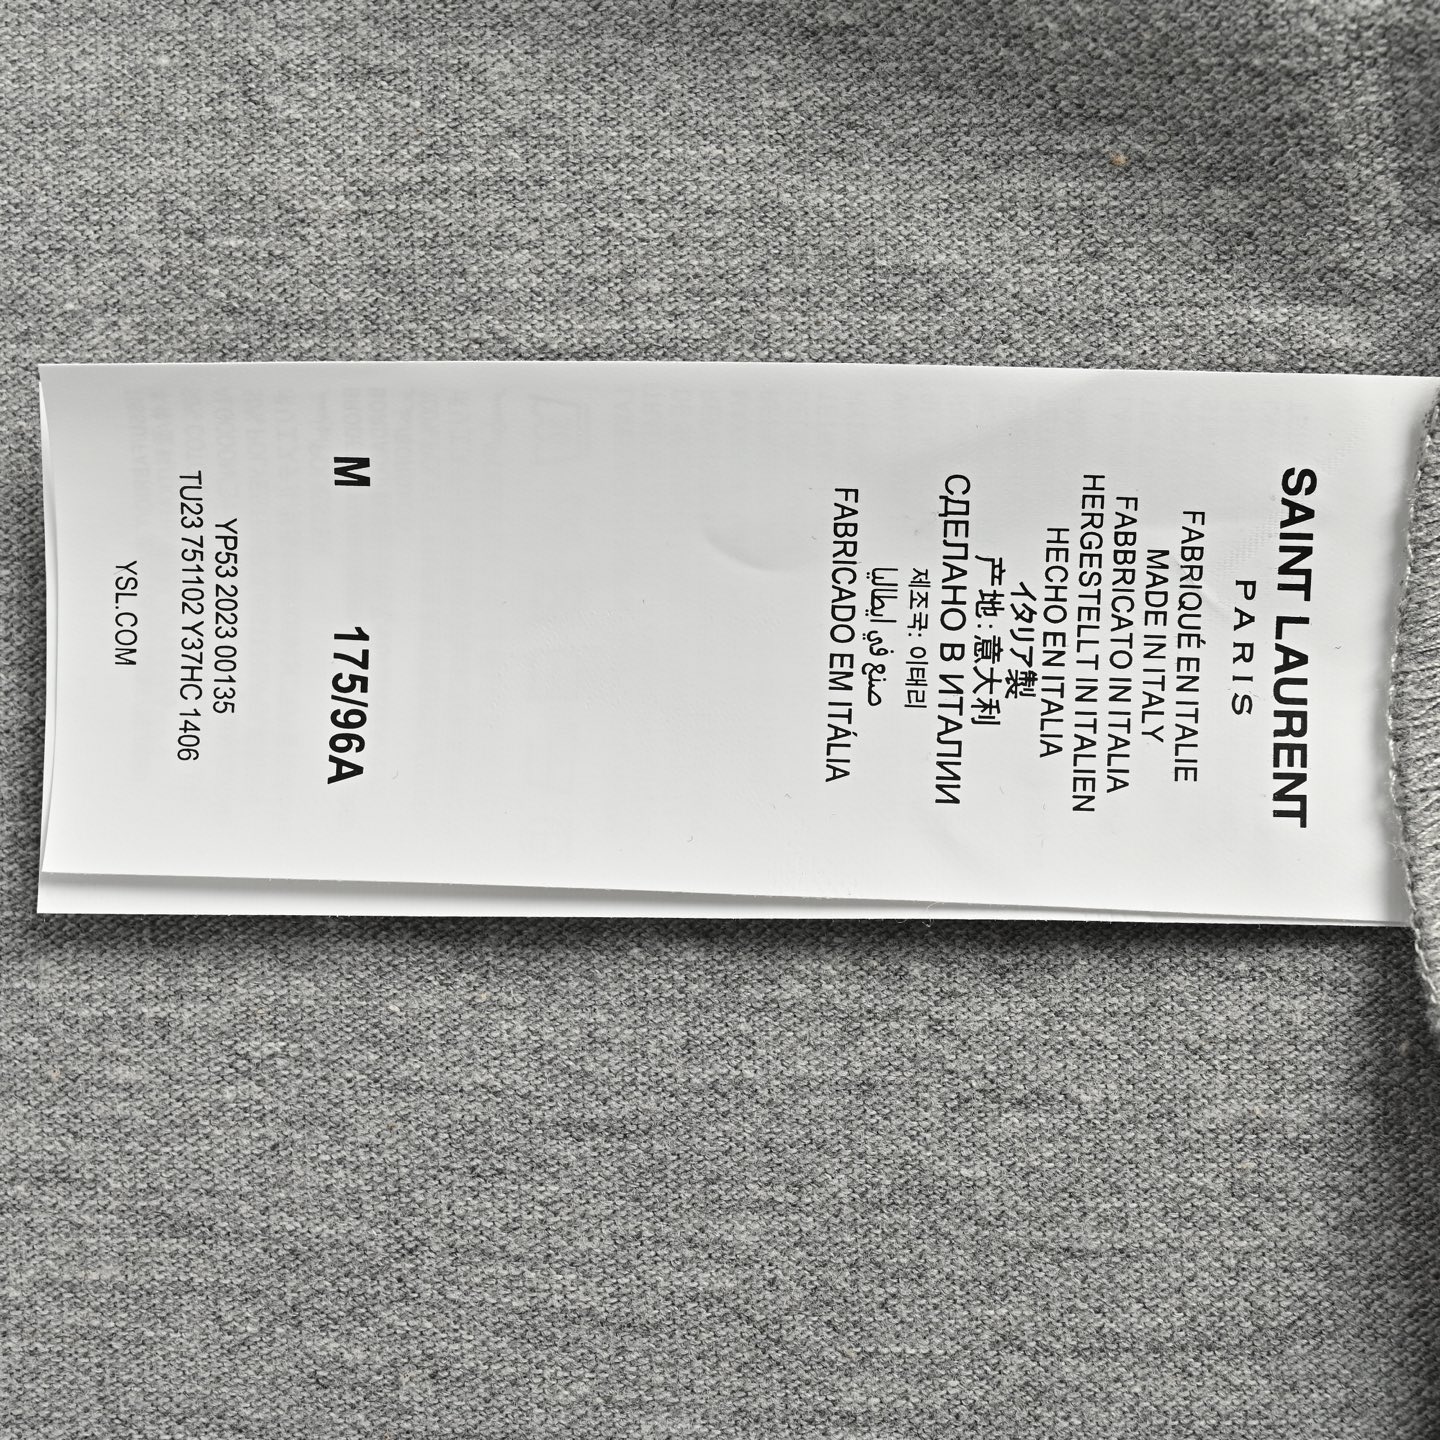 SAINT LAURENT
PARIS
FABRIQUÉ EN ITALIE
MADE IN ITALY
FABBRICATO IN ITALIA
HERGESTELLT IN ITALIEN
HECHO EN ITALIA
イタリア製
产地:意大利
СДЕЛАНО В ИТАЛИИ
제조국: 이태리
صنع في ايطاليا
FABRICADO EM ITÁLIA
M 175/96A
YP53 2023 00135
TU23 751102 Y37HC 1406
YSL.COM